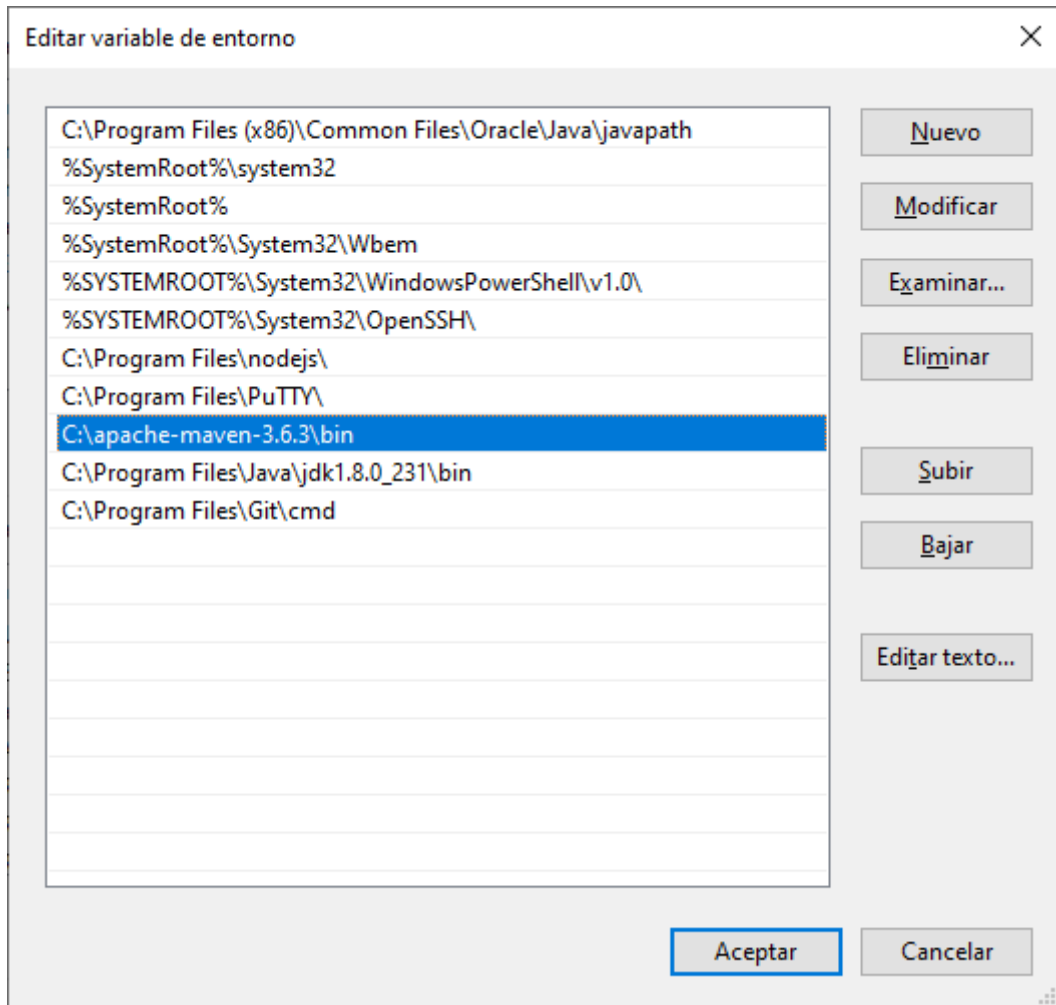 Editar variable de entorno
C:\Program Files (x86)\Common Files\Oracle\Java\javapath
%SystemRoot%\system32
%SystemRoot%
%SystemRoot%\System32\Wbem
%SYSTEMROOT%\System32\WindowsPowerShell\v1.0\
%SYSTEMROOT%\System32\OpenSSH\
C:\Program Files\nodejs\
C:\Program Files\PuTTY\
C:\apache-maven-3.6.3\bin
C:\Program Files\Java\jdk1.8.0_231\bin
C:\Program Files\Git\cmd
Nuevo
Modificar
Examinar...
Eliminar
Subir
Bajar
Editar texto...
Aceptar
Cancelar